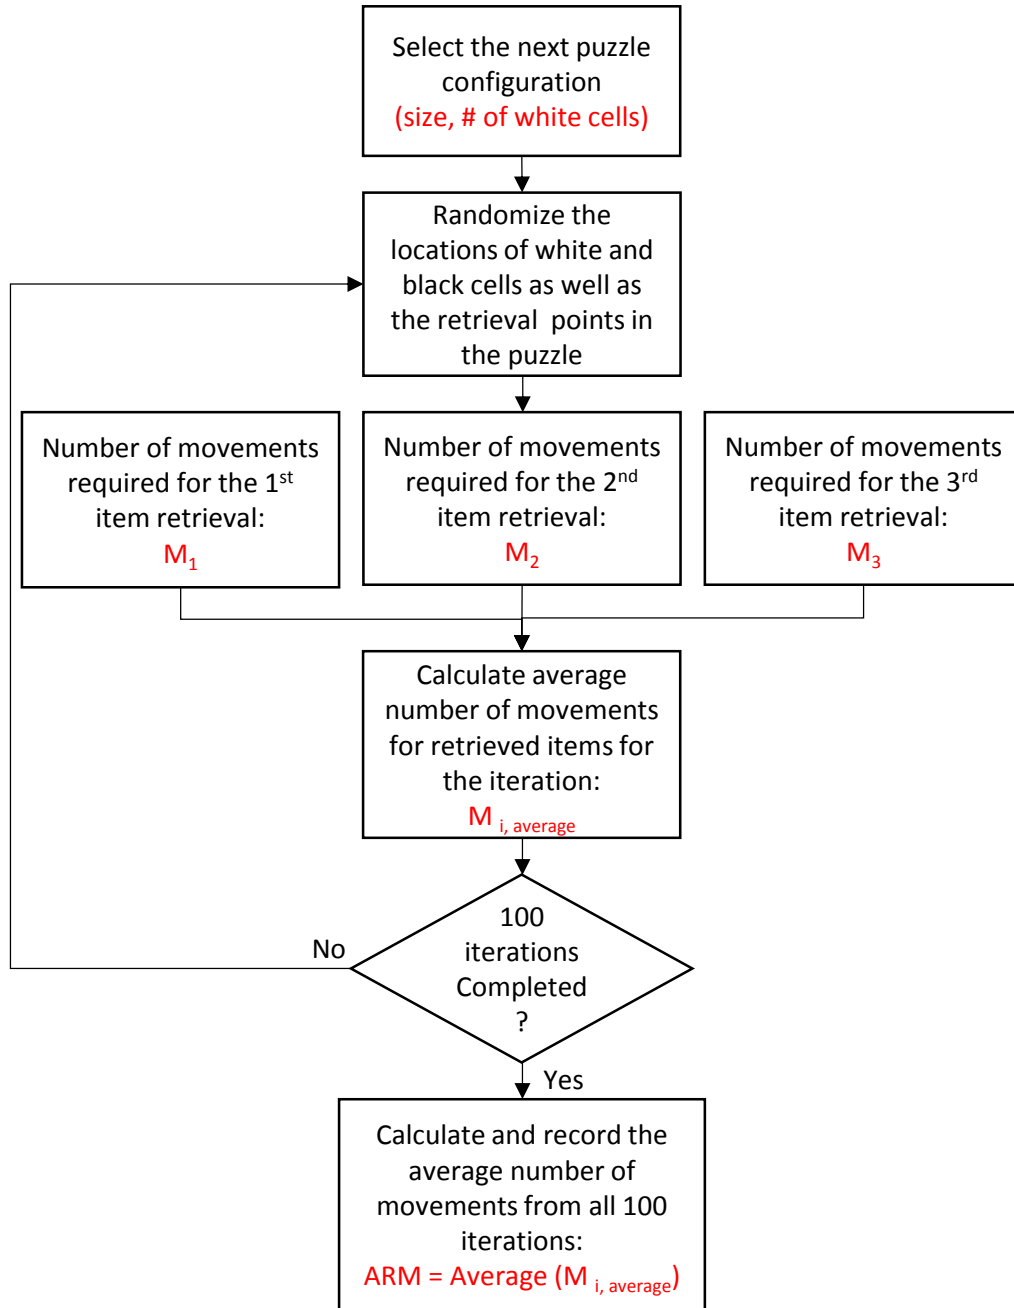 Select the next puzzle
configuration
(size, # of white cells)
Randomize the
locations of white and
black cells as well as
the retrieval points in
the puzzle
Number of movements
required for the 1st
item retrieval:
M1
Number of movements
required for the 2nd
item retrieval:
M2
Number of movements
required for the 3rd
item retrieval:
M3
Calculate average
number of movements
for retrieved items for
the iteration:
M i, average
100
iterations
Completed
?
No
Yes
Calculate and record the
average number of
movements from all 100
iterations:
ARM = Average (M i, average)